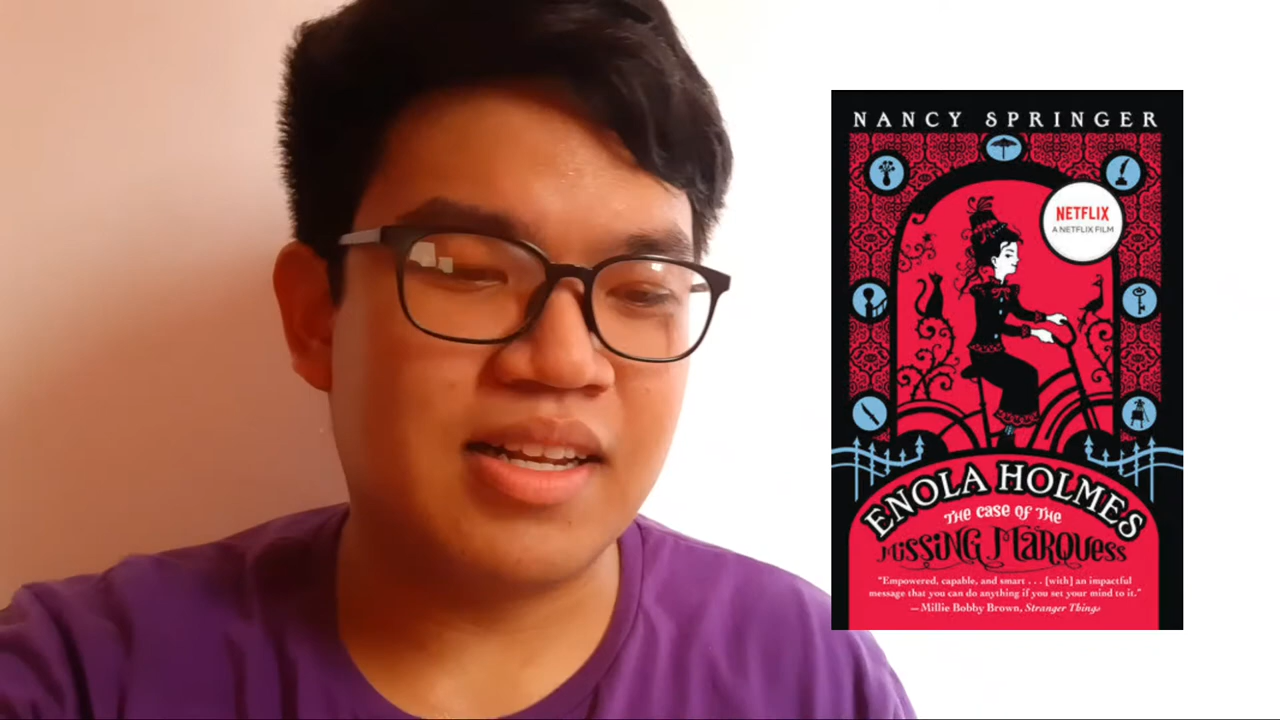 NANCY SPRINGER
NETFLIX
A NETFLIX FILM
ENOLA HOLMES
THE CASE OF THE
MISSING MARQUESS
“Empowered, capable, and smart . . . [with] an impactful
message that you can do anything if you set your mind to it.”
—Millie Bobby Brown, Stranger Things